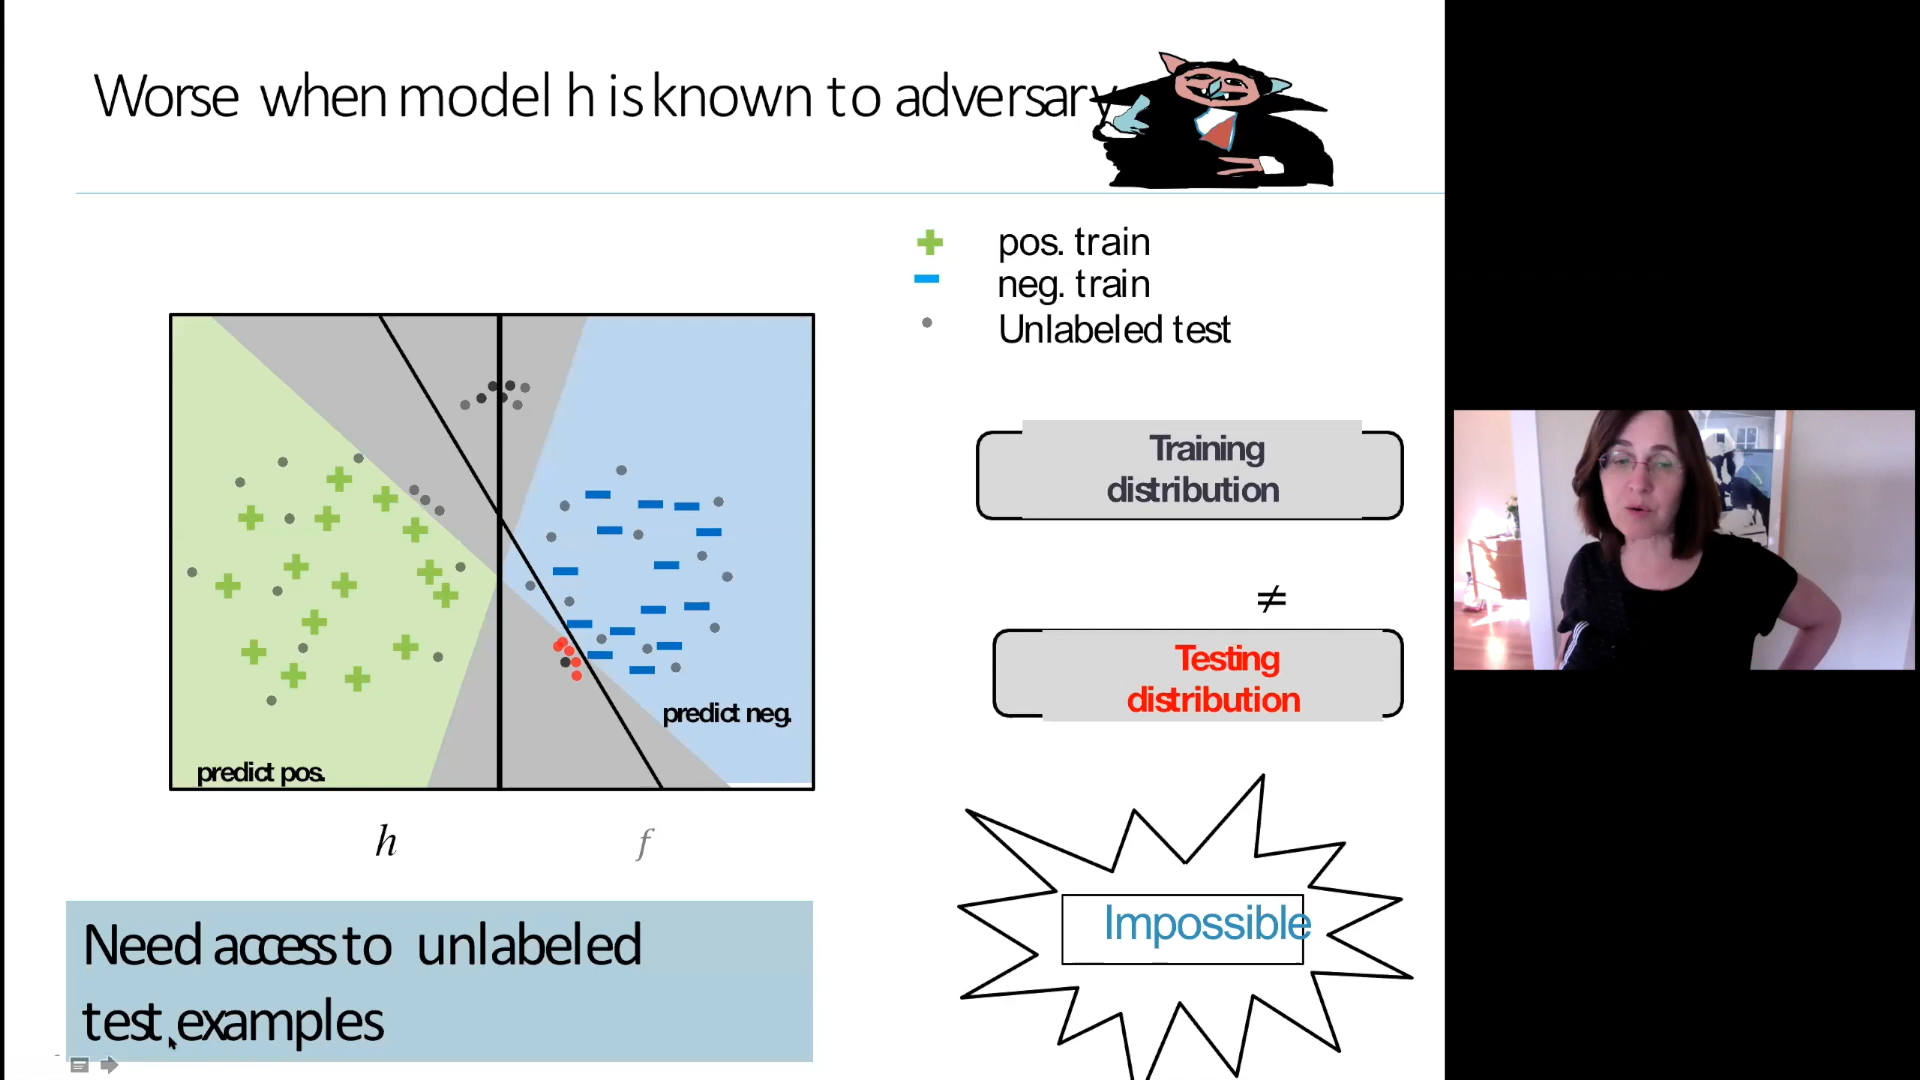 Worse when model h is known to adversary
pos. train
neg. train
Unlabeled test
Training
distribution
≠
Testing
distribution
predict neg.
predict pos.
h
f
Impossible
Need access to unlabeled
test examples